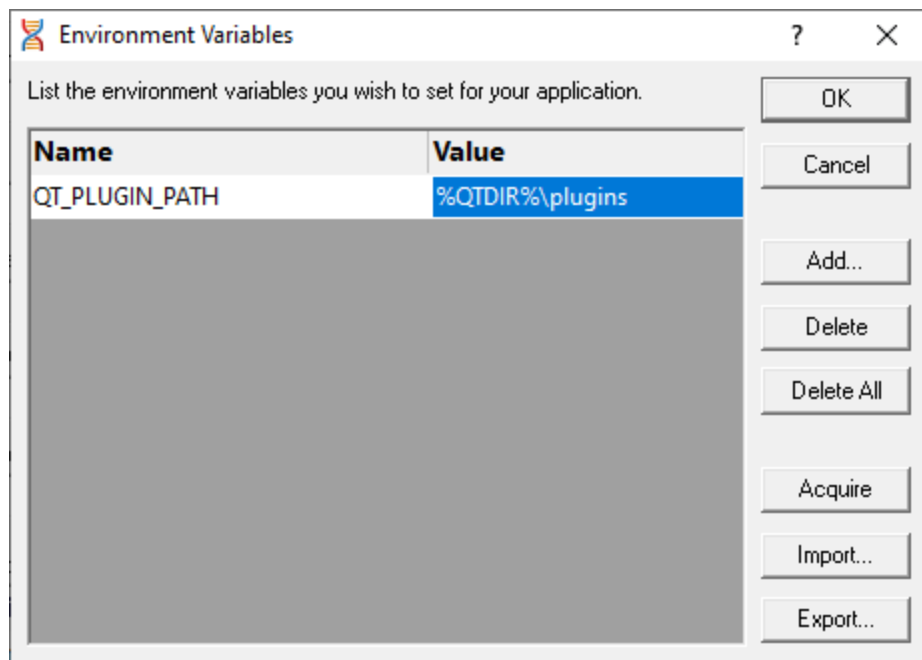 Environment Variables
?
List the environment variables you wish to set for your application.
OK
Cancel
Name Value
QT_PLUGIN_PATH %QTDIR%\plugins
Add...
Delete
Delete All
Acquire
Import...
Export...